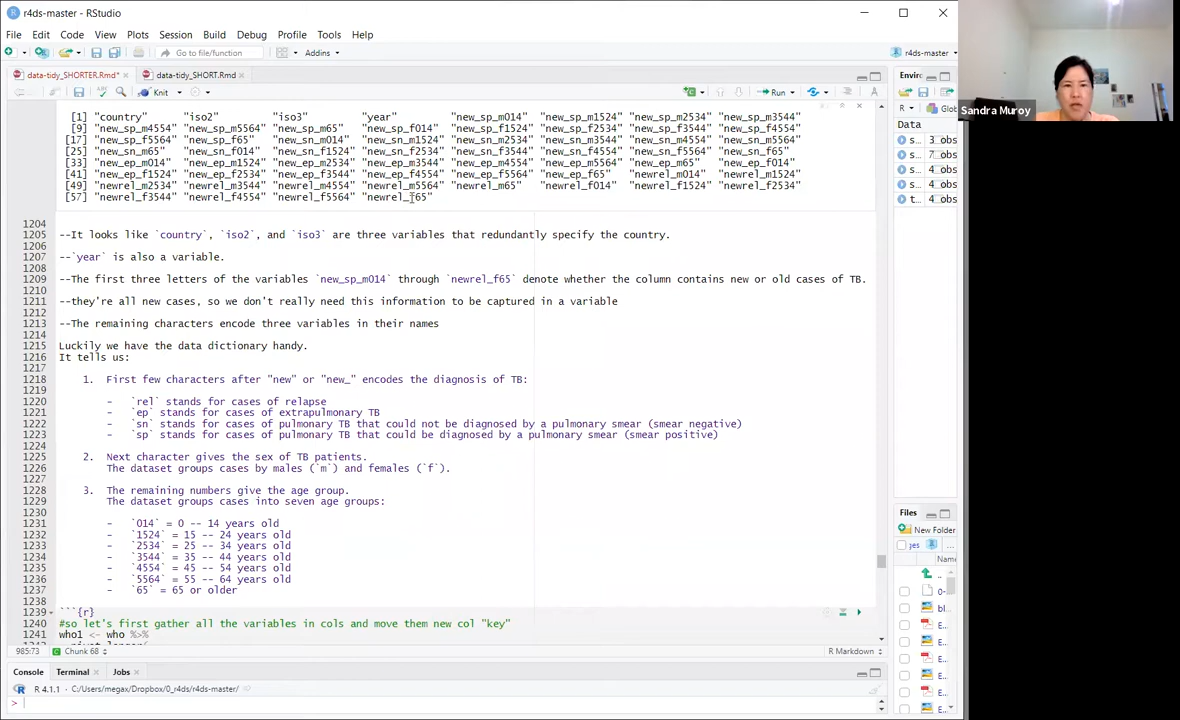 r4ds-master - RStudio
File Edit Code View Plots Session Build Debug Profile Tools Help
Go to file/function Addins r4ds-master
data-tidy_SHORTER.Rmd* data-tidy_SHORT.Rmd
Knit Run
[1] "country" "iso2" "iso3" "year" "new_sp_m014" "new_sp_m1524" "new_sp_m2534" "new_sp_m3544"
[9] "new_sp_m4554" "new_sp_m5564" "new_sp_m65" "new_sp_f014" "new_sp_f1524" "new_sp_f2534" "new_sp_f3544" "new_sp_f4554"
[17] "new_sp_f5564" "new_sp_f65" "new_sn_m014" "new_sn_m1524" "new_sn_m2534" "new_sn_m3544" "new_sn_m4554" "new_sn_m5564"
[25] "new_sn_m65" "new_sn_f014" "new_sn_f1524" "new_sn_f2534" "new_sn_f3544" "new_sn_f4554" "new_sn_f5564" "new_sn_f65"
[33] "new_ep_m014" "new_ep_m1524" "new_ep_m2534" "new_ep_m3544" "new_ep_m4554" "new_ep_m5564" "new_ep_m65" "new_ep_f014"
[41] "new_ep_f1524" "new_ep_f2534" "new_ep_f3544" "new_ep_f4554" "new_ep_f5564" "new_ep_f65" "newrel_m014" "newrel_m1524"
[49] "newrel_m2534" "newrel_m3544" "newrel_m4554" "newrel_m5564" "newrel_m65" "newrel_f014" "newrel_f1524" "newrel_f2534"
[57] "newrel_f3544" "newrel_f4554" "newrel_f5564" "newrel_f65"
1204
1205 --It looks like `country`, `iso2`, and `iso3` are three variables that redundantly specify the country.
1206
1207 --`year` is also a variable.
1208
1209 --The first three letters of the variables `new_sp_m014` through `newrel_f65` denote whether the column contains new or old cases of TB.
1210
1211 --they're all new cases, so we don't really need this information to be captured in a variable
1212
1213 --The remaining characters encode three variables in their names
1214
1215 Luckily we have the data dictionary handy.
1216 It tells us:
1217
1218 1. First few characters after "new" or "new_" encodes the diagnosis of TB:
1219
1220 - `rel` stands for cases of relapse
1221 - `ep` stands for cases of extrapulmonary TB
1222 - `sn` stands for cases of pulmonary TB that could not be diagnosed by a pulmonary smear (smear negative)
1223 - `sp` stands for cases of pulmonary TB that could be diagnosed by a pulmonary smear (smear positive)
1224
1225 2. Next character gives the sex of TB patients.
1226 The dataset groups cases by males (`m`) and females (`f`).
1227
1228 3. The remaining numbers give the age group.
1229 The dataset groups cases into seven age groups:
1230
1231 - `014` = 0 -- 14 years old
1232 - `1524` = 15 -- 24 years old
1233 - `2534` = 25 -- 34 years old
1234 - `3544` = 35 -- 44 years old
1235 - `4554` = 45 -- 54 years old
1236 - `5564` = 55 -- 64 years old
1237 - `65` = 65 or older
1238
1239 ```{r}
1240 #so let's first gather all the variables in cols and move them new col "key"
1241 who1 <- who %>%
985:73 Chunk 68 R Markdown
Console Terminal Jobs
R 4.1.1 · C:/Users/megax/Dropbox/0_r4ds/r4ds-master/
>
Envir
R Glob
Data
s... 3 ob
s... 7 ob
s... 4 ob
s... 4 ob
t... 4 ob
Files
New Folder
Name
..
0-
bl
E...
E...
E...
E...
E...
E...
E...
Sandra Muroy